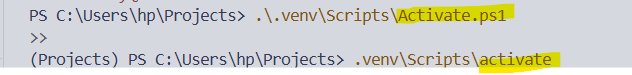 PS C:\Users\hp\Projects> .\.venv\Scripts\Activate.ps1
>>
(Projects) PS C:\Users\hp\Projects> .venv\Scripts\activate